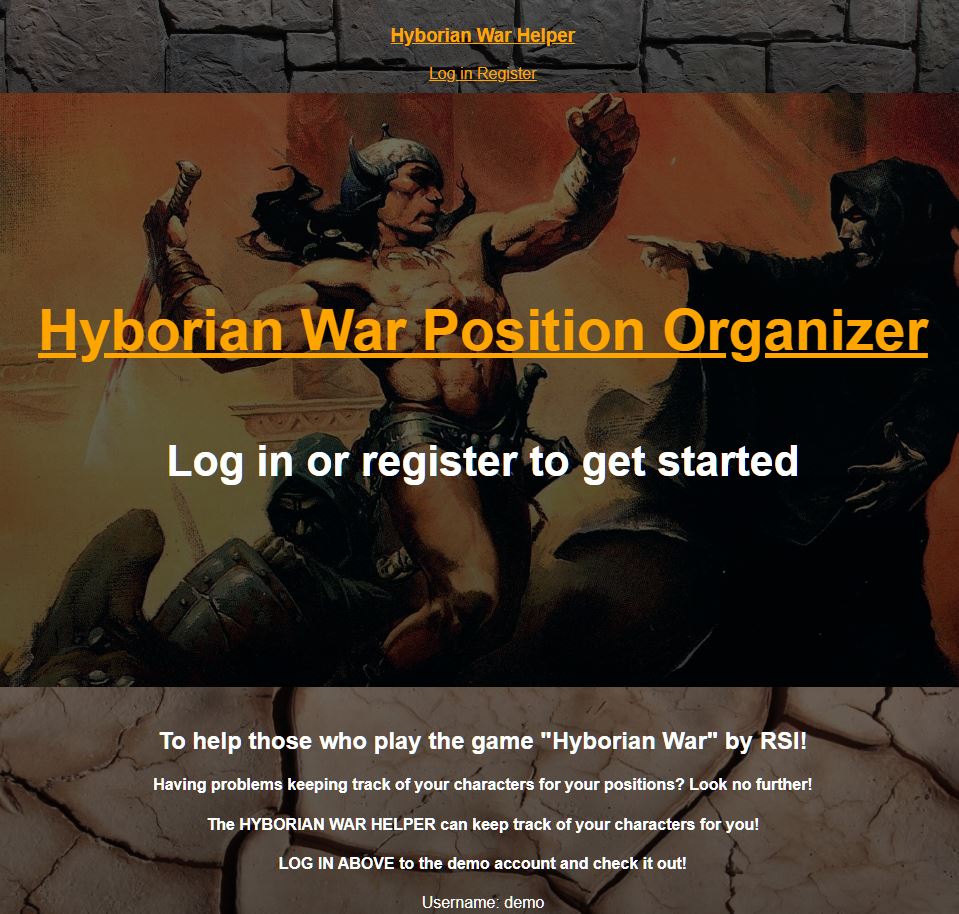 Hyborian War Helper
Log in Register
Hyborian War Position Organizer
Log in or register to get started
To help those who play the game "Hyborian War" by RSI!
Having problems keeping track of your characters for your positions? Look no further!
The HYBORIAN WAR HELPER can keep track of your characters for you!
LOG IN ABOVE to the demo account and check it out!
Username: demo